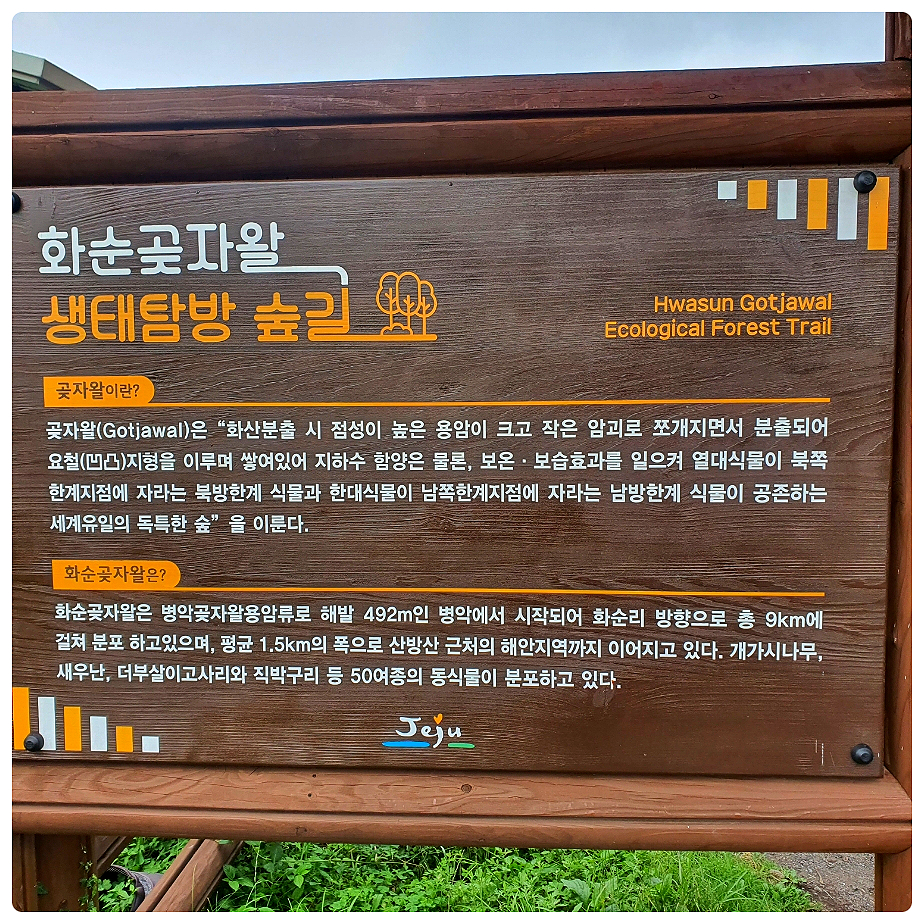 화순곶자왈
생태탐방 숲길
Hwasun Gotjawal
Ecological Forest Trail
곶자왈이란?
곶자왈(Gotjawal)은 “화산분출 시 점성이 높은 용암이 크고 작은 암괴로 쪼개지면서 분출되어
요철(凹凸)지형을 이루며 쌓여있어 지하수 함양은 물론, 보온 · 보습효과를 일으켜 열대식물이 북쪽
한계지점에 자라는 북방한계 식물과 한대식물이 남쪽한계지점에 자라는 남방한계 식물이 공존하는
세계유일의 독특한 숲” 을 이룬다.
화순곶자왈은?
화순곶자왈은 병악곶자왈용암류로 해발 492m인 병악에서 시작되어 화순리 방향으로 총 9km에
걸쳐 분포 하고있으며, 평균 1.5km의 폭으로 산방산 근처의 해안지역까지 이어지고 있다. 개가시나무,
새우난, 더부살이고사리와 직박구리 등 50여종의 동식물이 분포하고 있다.
Jeju